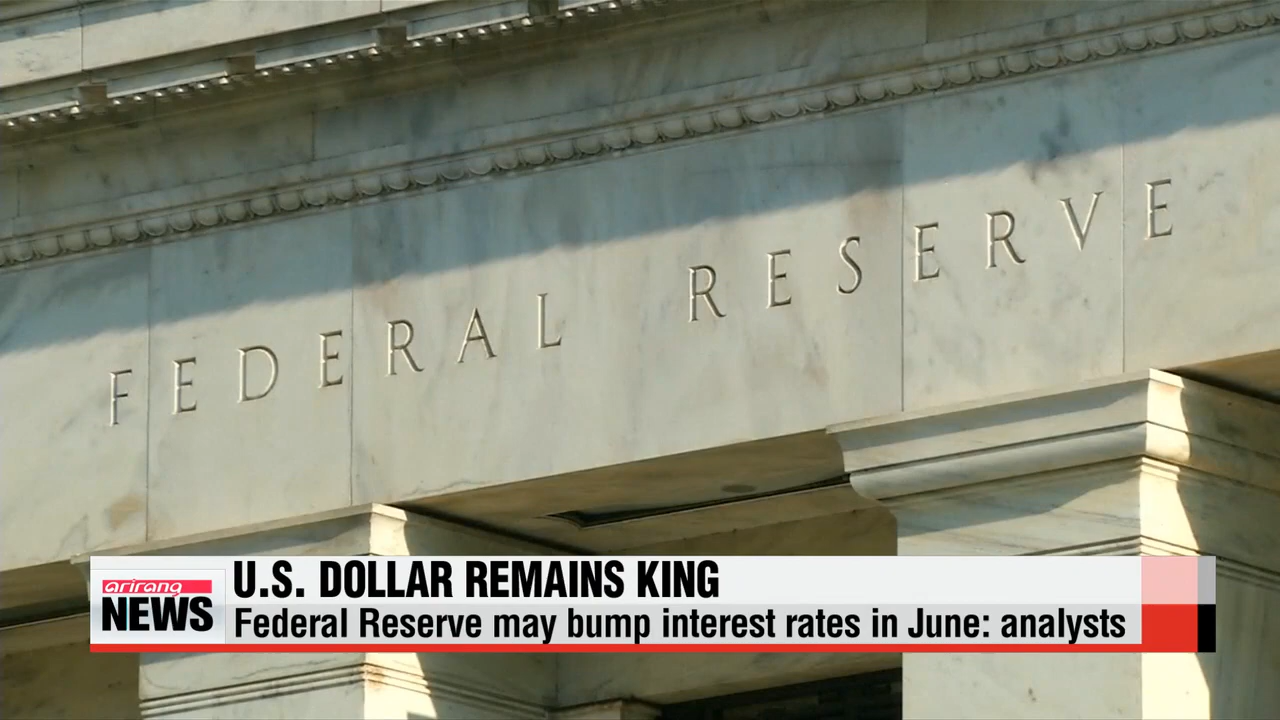 FEDERAL RESERVE
arirang
NEWS
U.S. DOLLAR REMAINS KING
Federal Reserve may bump interest rates in June: analysts